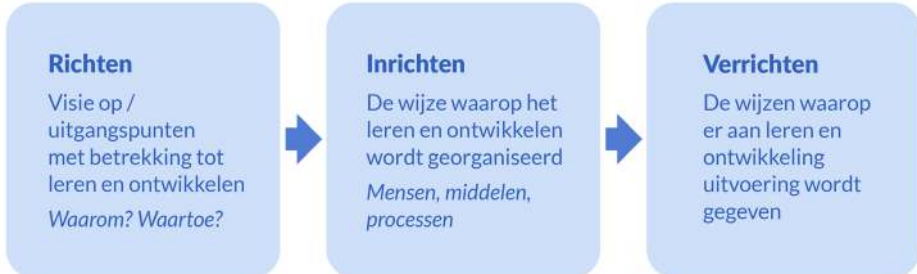 Richten
Visie op /
uitgangspunten
met betrekking tot
leren en ontwikkelen
Waarom? Waartoe?
Inrichten
De wijze waarop het
leren en ontwikkelen
wordt georganiseerd
Mensen, middelen,
processen
Verrichten
De wijzen waarop
er aan leren en
ontwikkeling
uitvoering wordt
gegeven